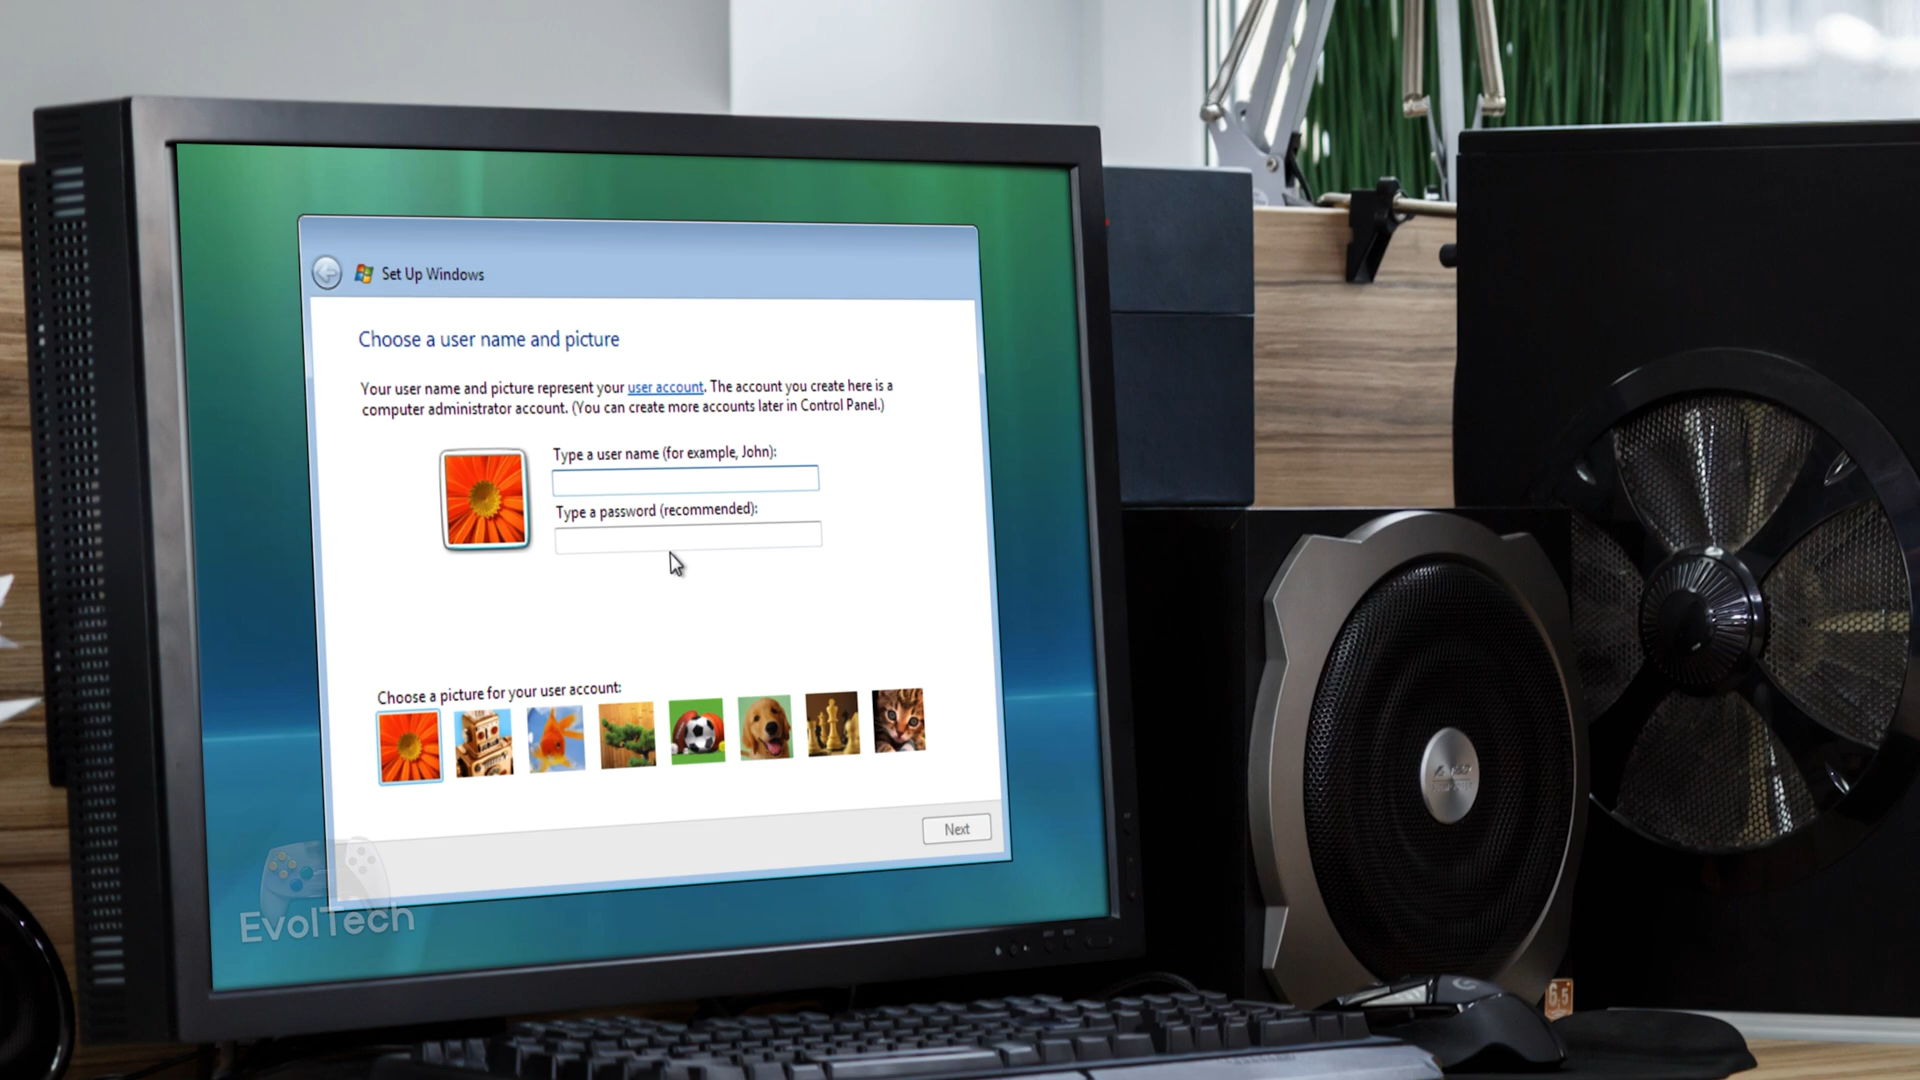 Set Up Windows
Choose a user name and picture
Your user name and picture represent your user account. The account you create here is a
computer administrator account. (You can create more accounts later in Control Panel.)
Type a user name (for example, John):
Type a password (recommended):
Choose a picture for your user account:
Next
EvolTech
6.5
G